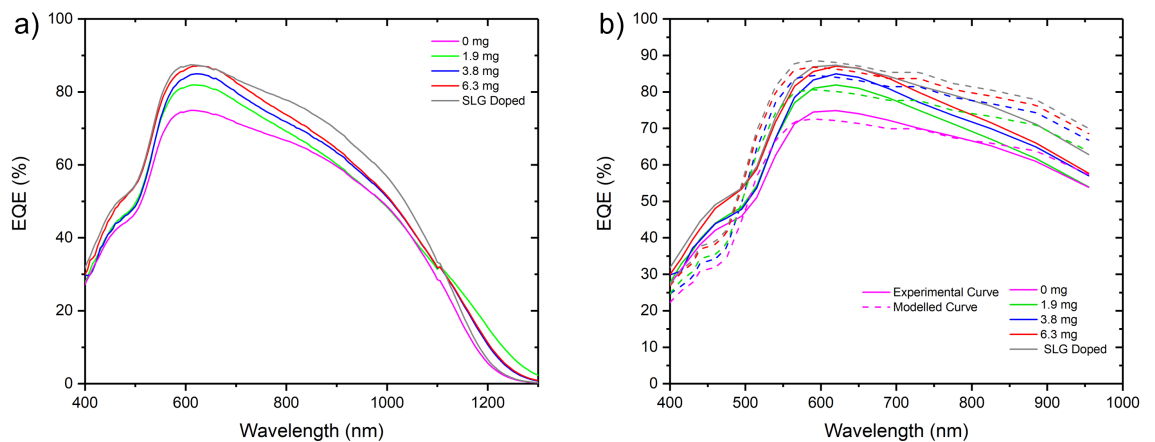 a)
100
80
60
40
20
0
EQE (%)
400
600
800
1000
1200
Wavelength (nm)
0 mg
1.9 mg
3.8 mg
6.3 mg
SLG Doped
b)
100
90
80
70
60
50
40
30
20
10
0
EQE (%)
400
500
600
700
800
900
1000
Wavelength (nm)
Experimental Curve
Modelled Curve
0 mg
1.9 mg
3.8 mg
6.3 mg
SLG Doped